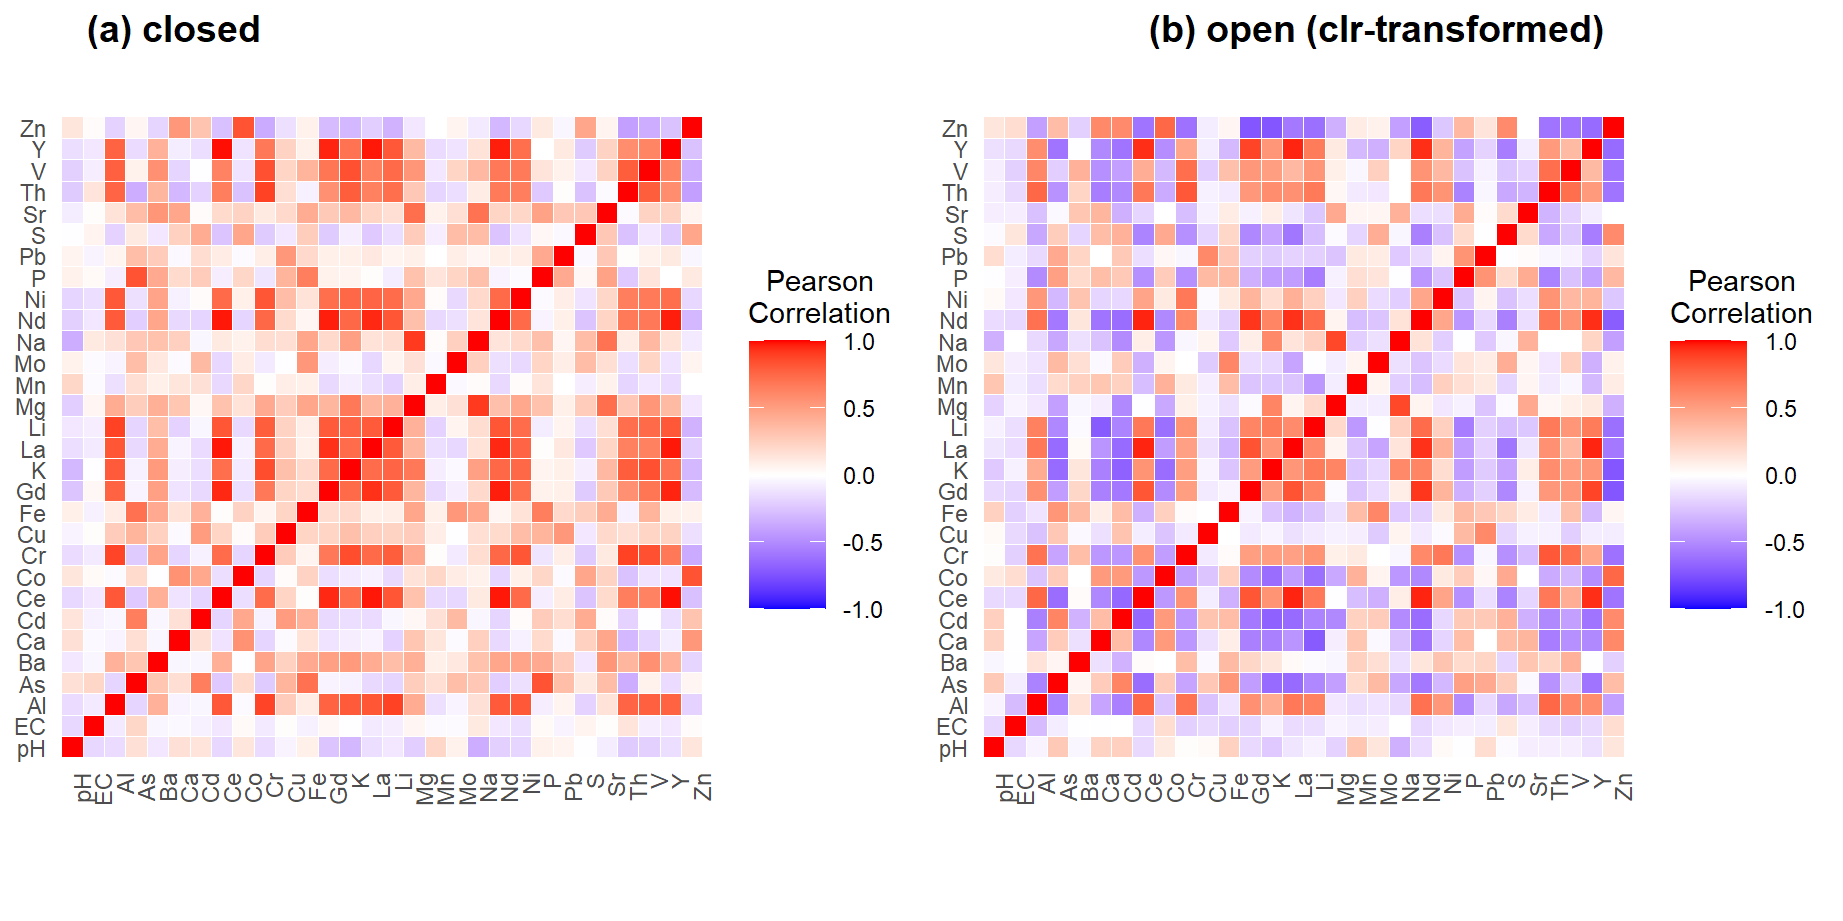 (a) closed
Zn
Y
V
Th
Sr
S
Pb
P
Ni
Nd
Na
Mo
Mn
Mg
Li
La
K
Gd
Fe
Cu
Cr
Co
Ce
Cd
Ca
Ba
As
Al
EC
pH
pH EC Al As Ba Ca Cd Ce Co Cr Cu Fe Gd K La Li Mg Mn Mo Na Nd Ni P Pb S Sr Th V Y Zn
Pearson
Correlation
1.0
0.5
0.0
-0.5
-1.0
(b) open (clr-transformed)
Zn
Y
V
Th
Sr
S
Pb
P
Ni
Nd
Na
Mo
Mn
Mg
Li
La
K
Gd
Fe
Cu
Cr
Co
Ce
Cd
Ca
Ba
As
Al
EC
pH
pH EC Al As Ba Ca Cd Ce Co Cr Cu Fe Gd K La Li Mg Mn Mo Na Nd Ni P Pb S Sr Th V Y Zn
Pearson
Correlation
1.0
0.5
0.0
-0.5
-1.0